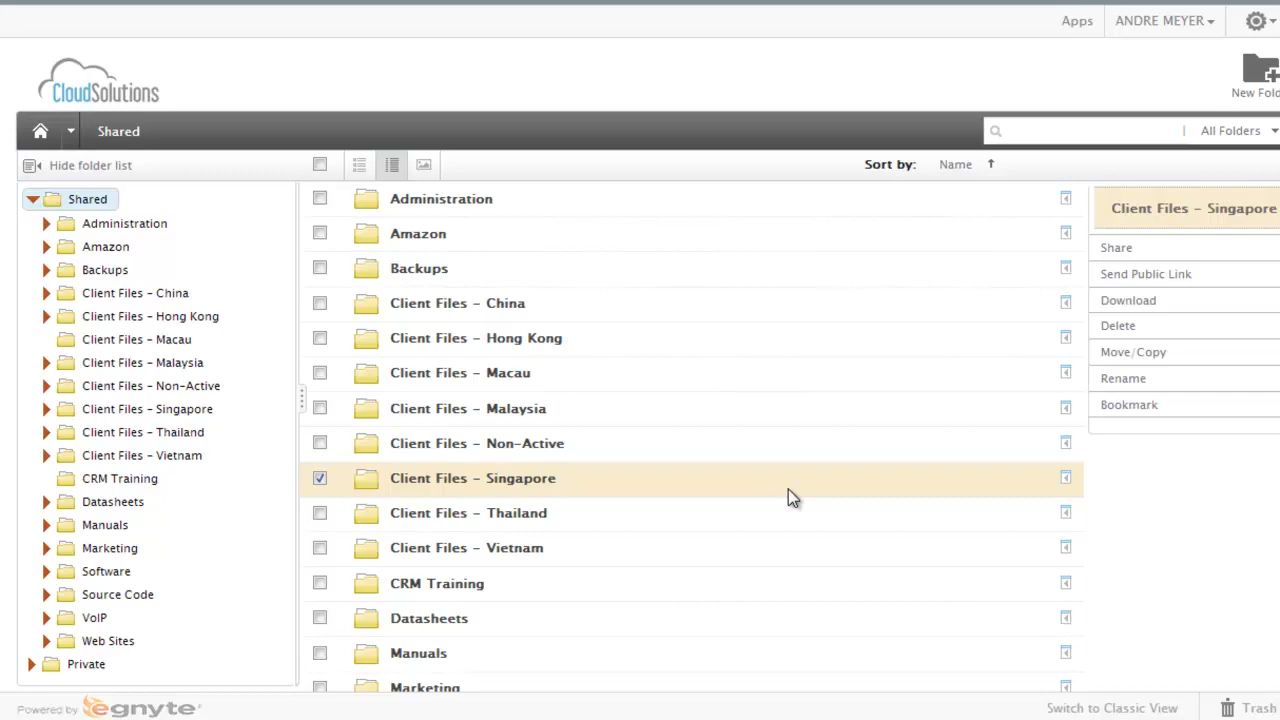 Apps
ANDRE MEYER
CloudSolutions
Shared
All Folders
Hide folder list
Sort by: Name
Shared
Administration
Amazon
Backups
Client Files - China
Client Files - Hong Kong
Client Files - Macau
Client Files - Malaysia
Client Files - Non-Active
Client Files - Singapore
Client Files - Thailand
Client Files - Vietnam
CRM Training
Datasheets
Manuals
Marketing
Software
Source Code
VoIP
Web Sites
Private
Administration
Amazon
Backups
Client Files - China
Client Files - Hong Kong
Client Files - Macau
Client Files - Malaysia
Client Files - Non-Active
Client Files - Singapore
Client Files - Thailand
Client Files - Vietnam
CRM Training
Datasheets
Manuals
Marketing
New Fold
Client Files - Singapore
Share
Send Public Link
Download
Delete
Move/Copy
Rename
Bookmark
Powered by egnyte
Switch to Classic View
Trash